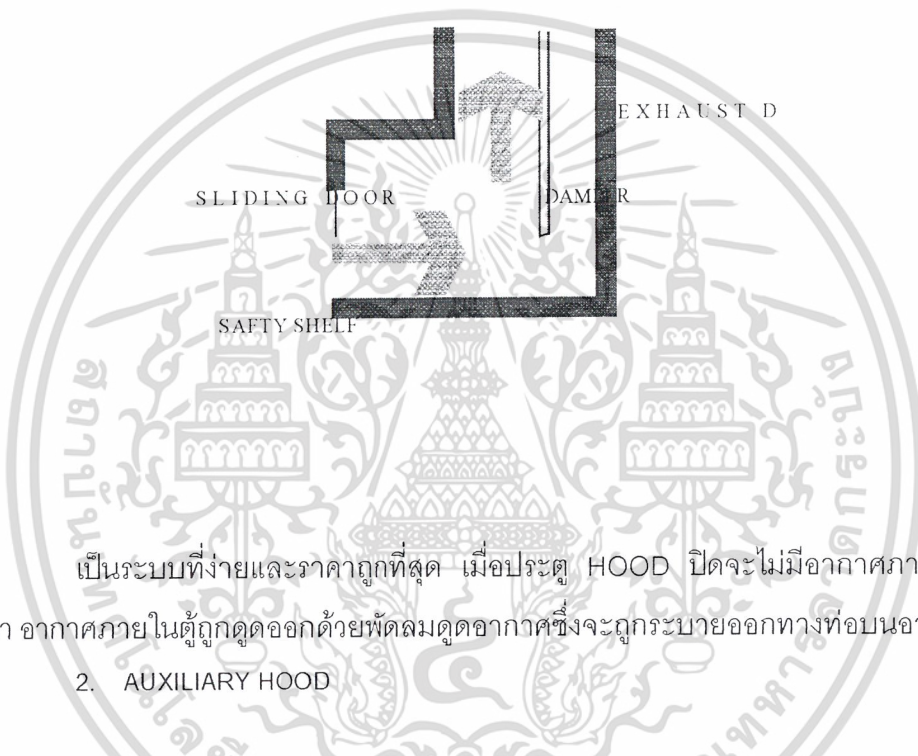 EXHAUST D
SLIDING DOOR
DAM ER
SAFTY SHELF
เป็นระบบที่ง่ายและราคาถูกที่สุด เมื่อประตู HOOD ปิดจะไม่มีอากาศภา
า อากาศภายในตู้ถูกดูดออกด้วยพัดลมดูดอากาศซึ่งจะถูกระบายออกทางท่อบนอา
2. AUXILIARY HOOD